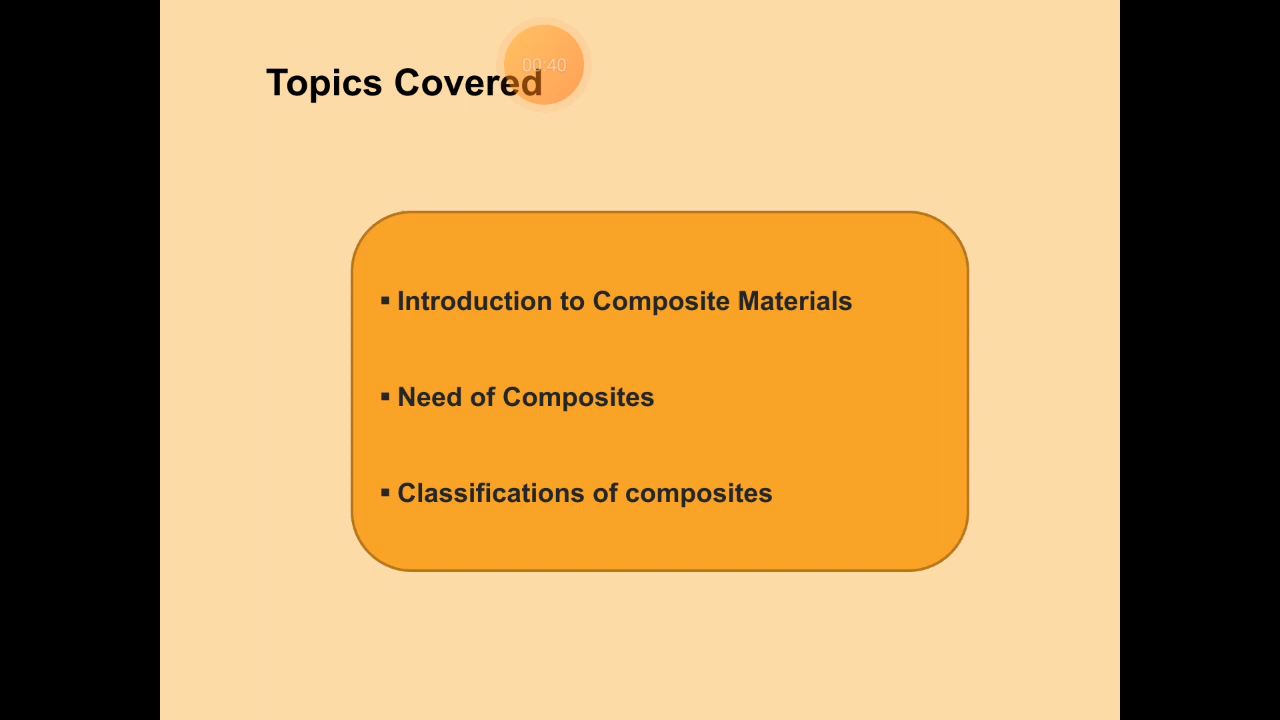 Topics Covered
00:40
▪ Introduction to Composite Materials
▪ Need of Composites
▪ Classifications of composites